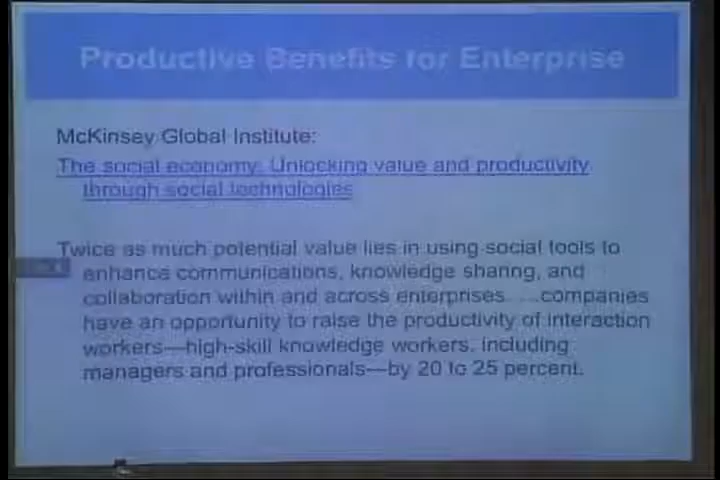 Productive Benefits for Enterprise
McKinsey Global Institute:
The social economy: Unlocking value and productivity
through social technologies
Twice as much potential value lies in using social tools to
enhance communications, knowledge sharing, and
collaboration within and across enterprises. …companies
have an opportunity to raise the productivity of interaction
workers—high-skill knowledge workers, including
managers and professionals—by 20 to 25 percent.